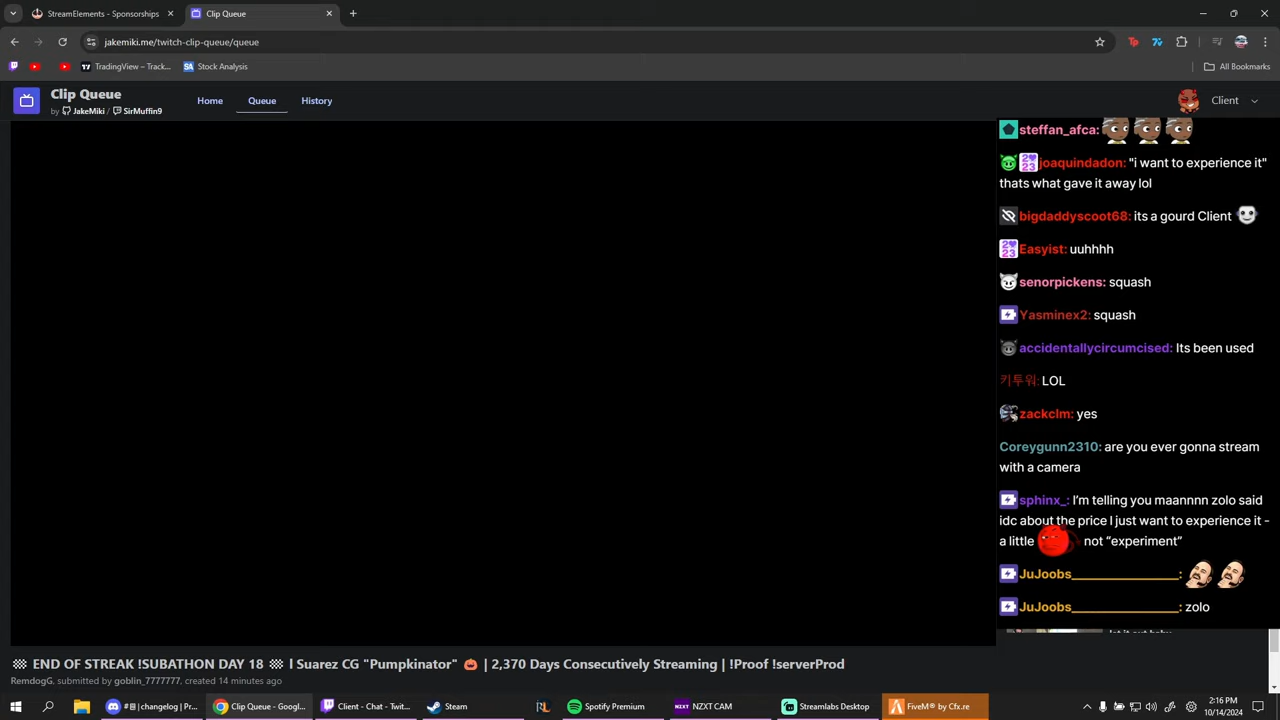 StreamElements - Sponsorships
Clip Queue
jakemiki.me/twitch-clip-queue/queue
TradingView – Track...
SA Stock Analysis
All Bookmarks
Clip Queue
by JakeMiki / SirMuffin9
Home
Queue
History
Client
steffan_afca:
joaquindadon: "i want to experience it"
thats what gave it away lol
bigdaddyscoot68: its a gourd Client
Easyist: uuhhhh
senorpickens: squash
Yasminex2: squash
accidentallycircumcised: Its been used
키투워: LOL
zackclm: yes
Coreygunn2310: are you ever gonna stream
with a camera
sphinx_: I'm telling you maannnn zolo said
idc about the price I just want to experience it -
a little not “experiment”
JuJoobs_______________:
JuJoobs_______________: zolo
END OF STREAK !SUBATHON DAY 18 l Suarez CG "Pumpkinator" | 2,370 Days Consecutively Streaming | !Proof !serverProd
RemdogG, submitted by goblin_7777777, created 14 minutes ago
changelog | Pr...
Clip Queue - Googl...
Client - Chat - Twit...
Steam
Spotify Premium
NZXT NZXT CAM
Streamlabs Desktop
FiveM® by Cfx.re
2:16 PM
10/14/2024